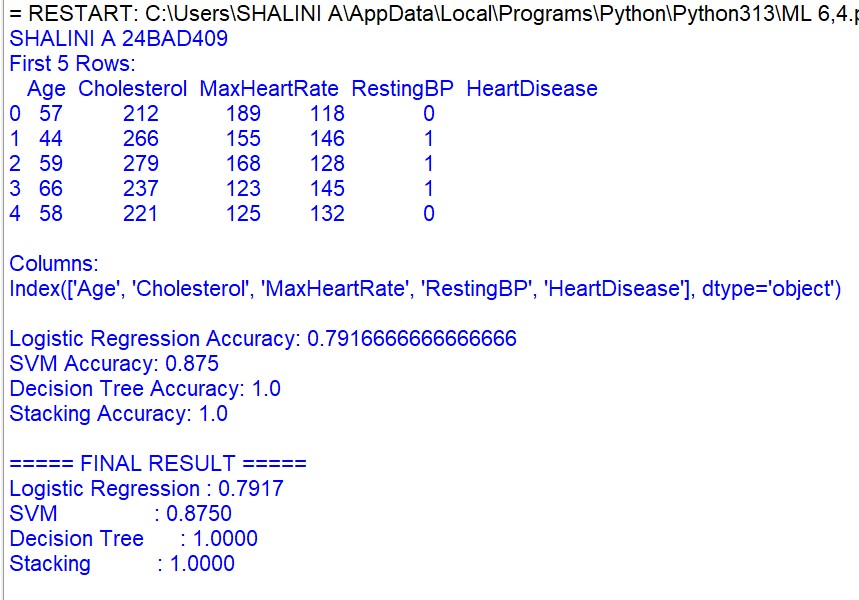 = RESTART: C:\Users\SHALINI A\AppData\Local\Programs\Python\Python313\ML 6,4.p
SHALINI A 24BAD409
First 5 Rows:
   Age  Cholesterol  MaxHeartRate  RestingBP  HeartDisease
0   57          212           189        118             0
1   44          266           155        146             1
2   59          279           168        128             1
3   66          237           123        145             1
4   58          221           125        132             0

Columns:
Index(['Age', 'Cholesterol', 'MaxHeartRate', 'RestingBP', 'HeartDisease'], dtype='object')

Logistic Regression Accuracy: 0.7916666666666666
SVM Accuracy: 0.875
Decision Tree Accuracy: 1.0
Stacking Accuracy: 1.0

===== FINAL RESULT =====
Logistic Regression : 0.7917
SVM                 : 0.8750
Decision Tree       : 1.0000
Stacking            : 1.0000